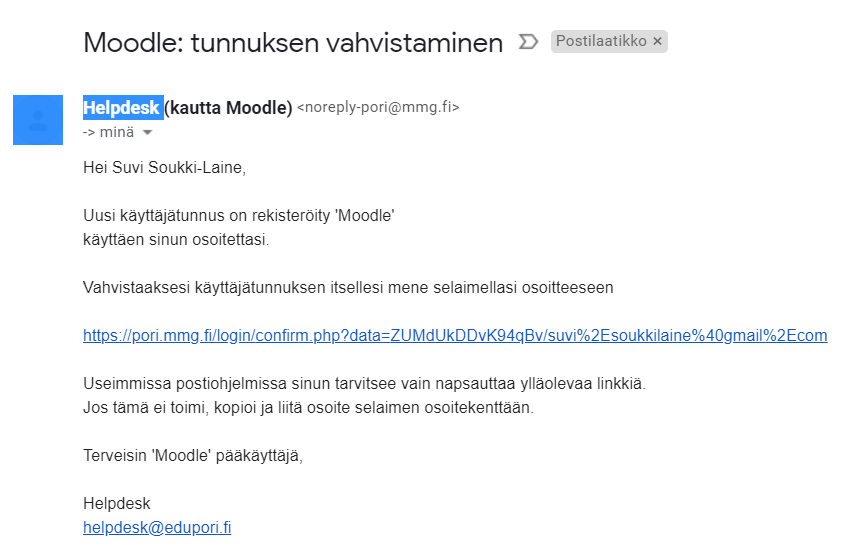 Moodle: tunnuksen vahvistaminen
Postilaatikko ×
Helpdesk (kautta Moodle) <noreply-pori@mmg.fi>
-> minä
Hei Suvi Soukki-Laine,
Uusi käyttäjätunnus on rekisteröity 'Moodle'
käyttäen sinun osoitettasi.
Vahvistaaksesi käyttäjätunnuksen itsellesi mene selaimellasi osoitteeseen
https://pori.mmg.fi/login/confirm.php?data=ZUMdUkDDvK94qBv/suvi%2Esoukkilaine%40gmail%2Ecom
Useimmissa postiohjelmissa sinun tarvitsee vain napsauttaa ylläolevaa linkkiä.
Jos tämä ei toimi, kopioi ja liitä osoite selaimen osoitekenttään.
Terveisin 'Moodle' pääkäyttäjä,
Helpdesk
helpdesk@edupori.fi